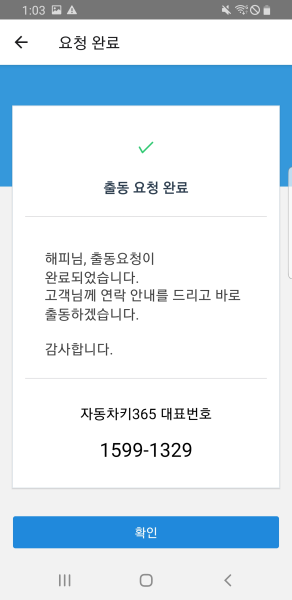 1:03
요청 완료
출동 요청 완료
해피님, 출동요청이
완료되었습니다.
고객님께 연락 안내를 드리고 바로
출동하겠습니다.
감사합니다.
자동차키365 대표번호
1599-1329
확인